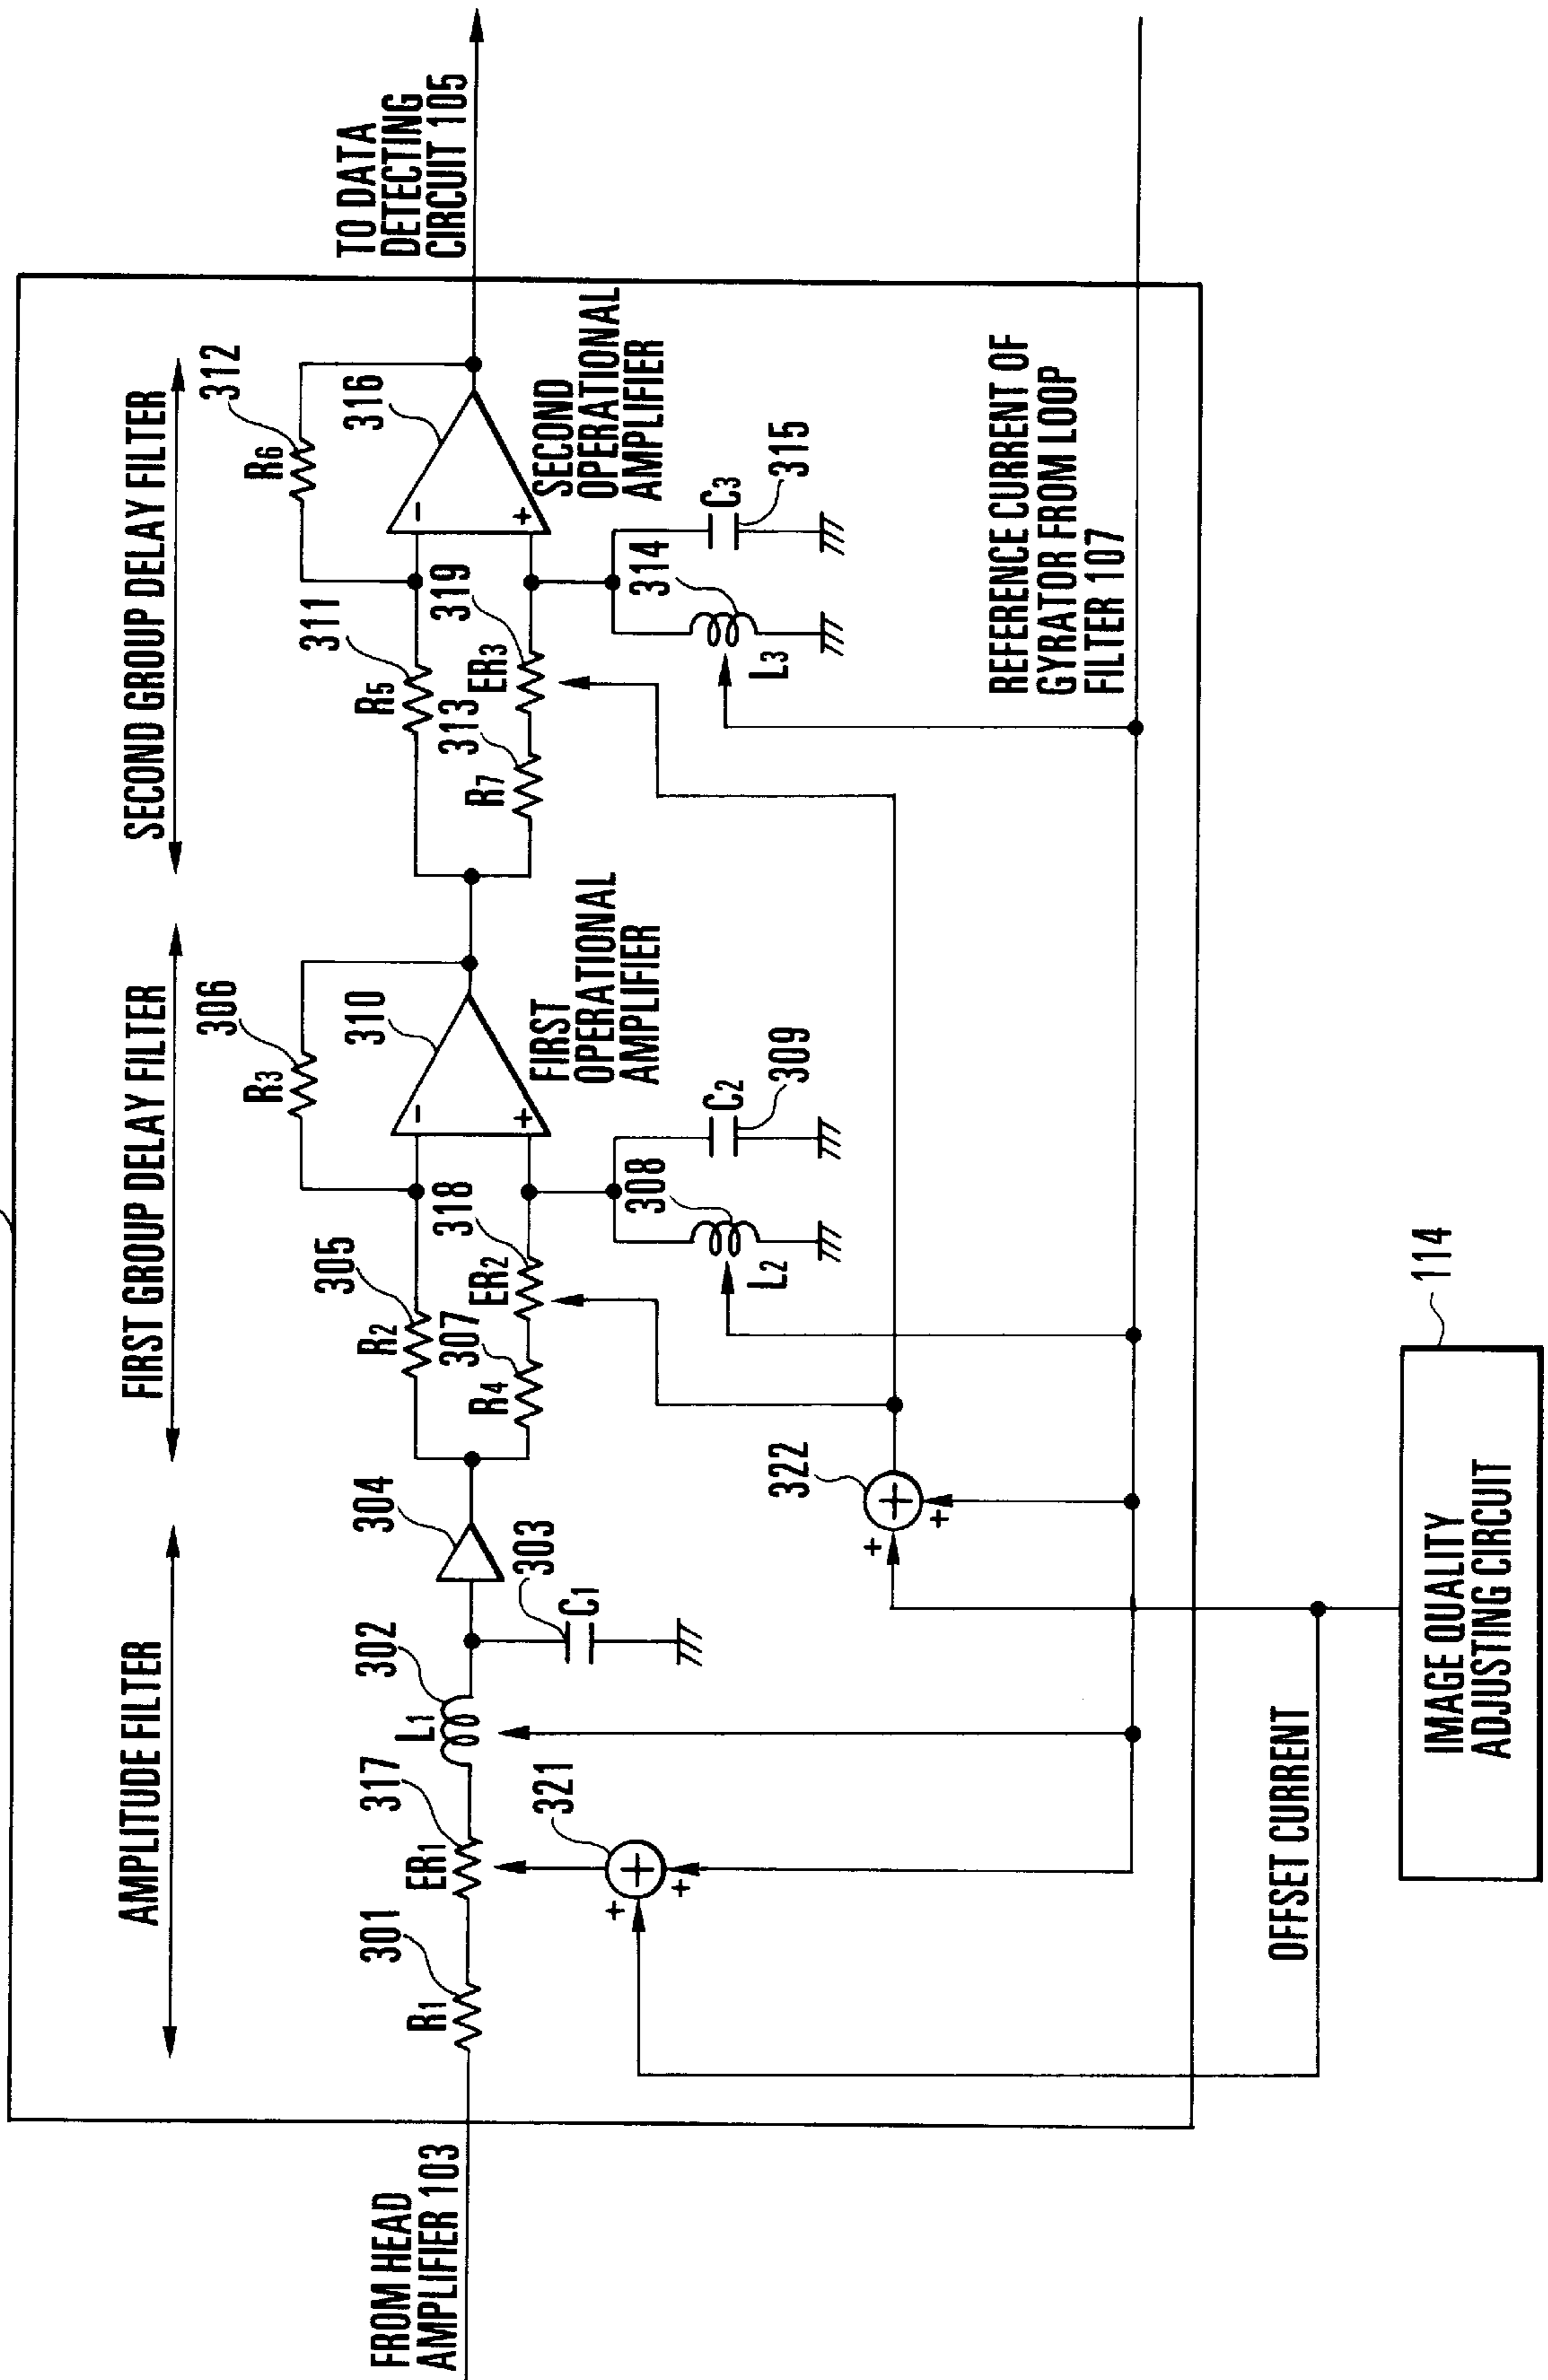 AMPLITUDE FILTER
FIRST GROUP DELAY FILTER
SECOND GROUP DELAY FILTER
FROM HEAD
AMPLIFIER 103
R1
301
ER1
317
L1
302
304
C1
303
R2
305
R3
306
310
R4
307
ER2
318
-
+
FIRST
OPERATIONAL
AMPLIFIER
L2
308
C2
309
R5
311
R6
312
316
R7
313
ER3
319
-
+
SECOND
OPERATIONAL
AMPLIFIER
L3
314
C3
315
TO DATA
DETECTING
CIRCUIT 105
321
+
+
+
322
+
+
+
REFERENCE CURRENT OF
GYRATOR FROM LOOP
FILTER 107
OFFSET CURRENT
IMAGE QUALITY
ADJUSTING CIRCUIT
114